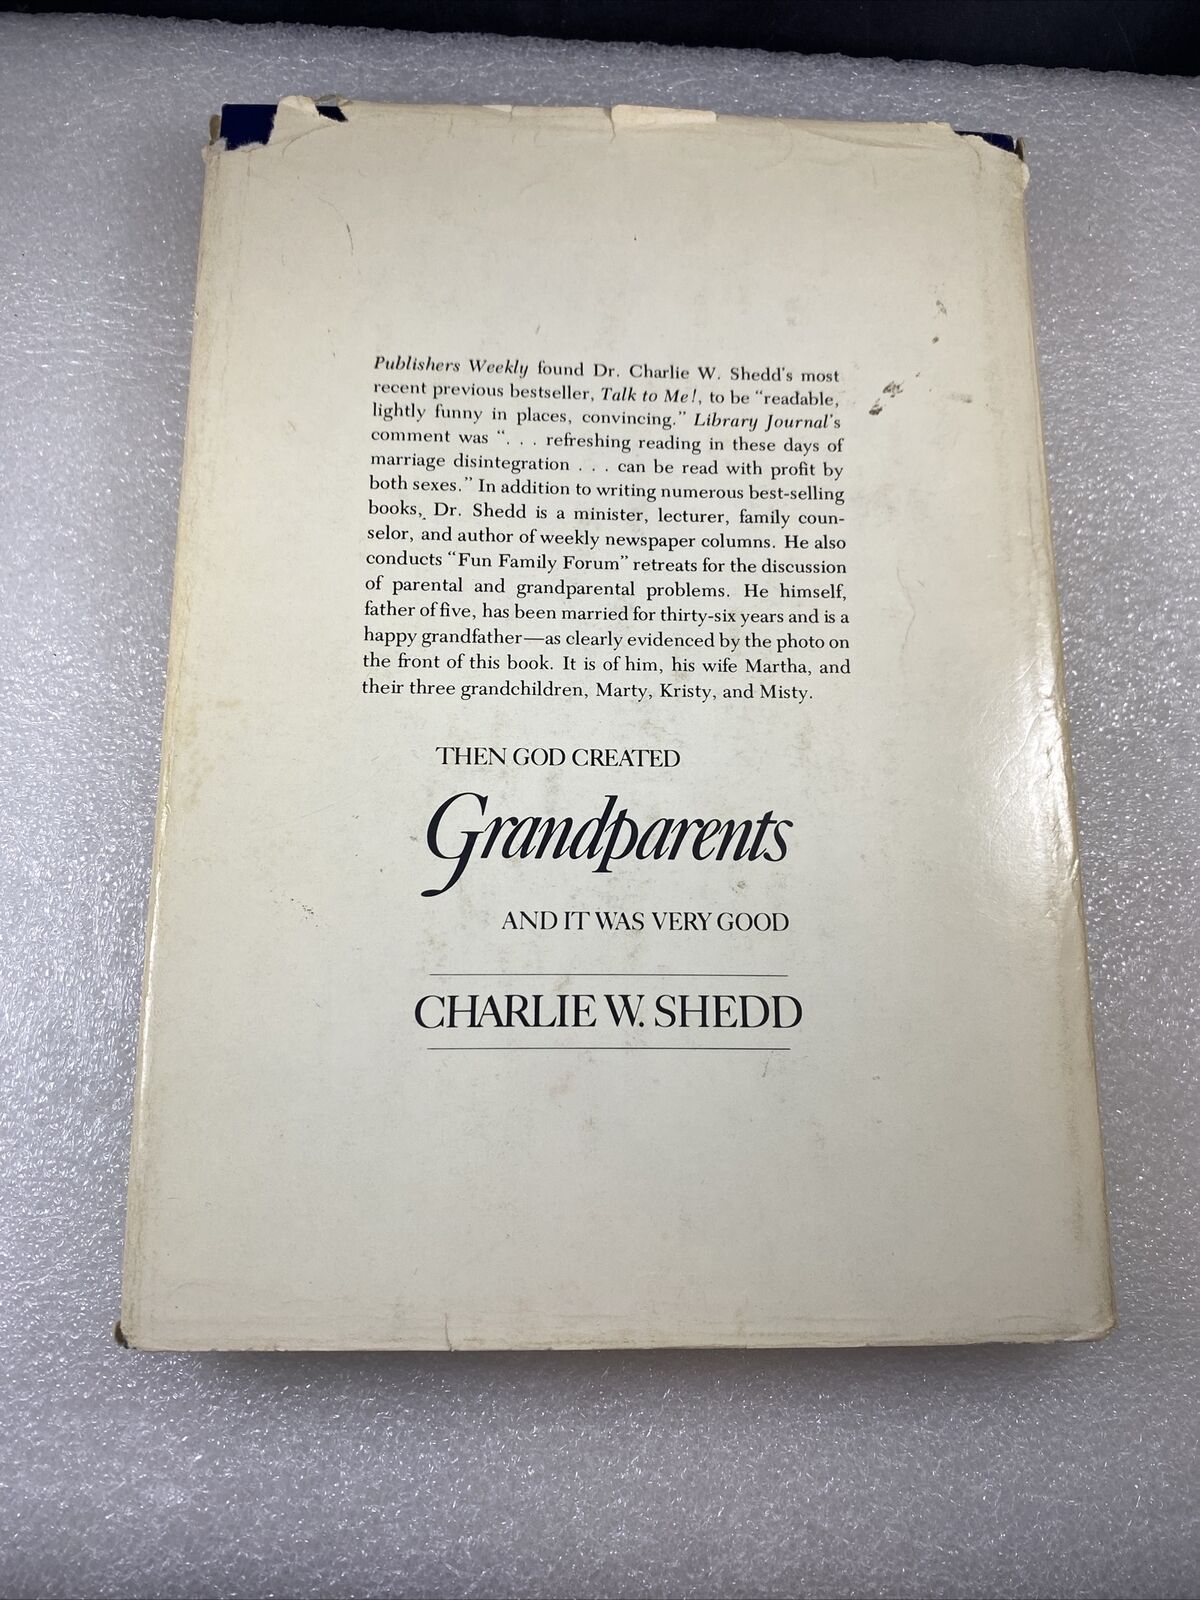 Publishers Weekly found Dr. Charlie W. Shedd's most
recent previous bestseller, Talk to Me!, to be "readable,
lightly funny in places, convincing." Library Journal's
comment was ". . . refreshing reading in these days of
marriage disintegration . . . can be read with profit by
both sexes." In addition to writing numerous best-selling
books, Dr. Shedd is a minister, lecturer, family coun-
selor, and author of weekly newspaper columns. He also
conducts "Fun Family Forum" retreats for the discussion
of parental and grandparental problems. He himself,
father of five, has been married for thirty-six years and is a
happy grandfather—as clearly evidenced by the photo on
the front of this book. It is of him, his wife Martha, and
their three grandchildren, Marty, Kristy, and Misty.
THEN GOD CREATED
Grandparents
AND IT WAS VERY GOOD
CHARLIE W. SHEDD